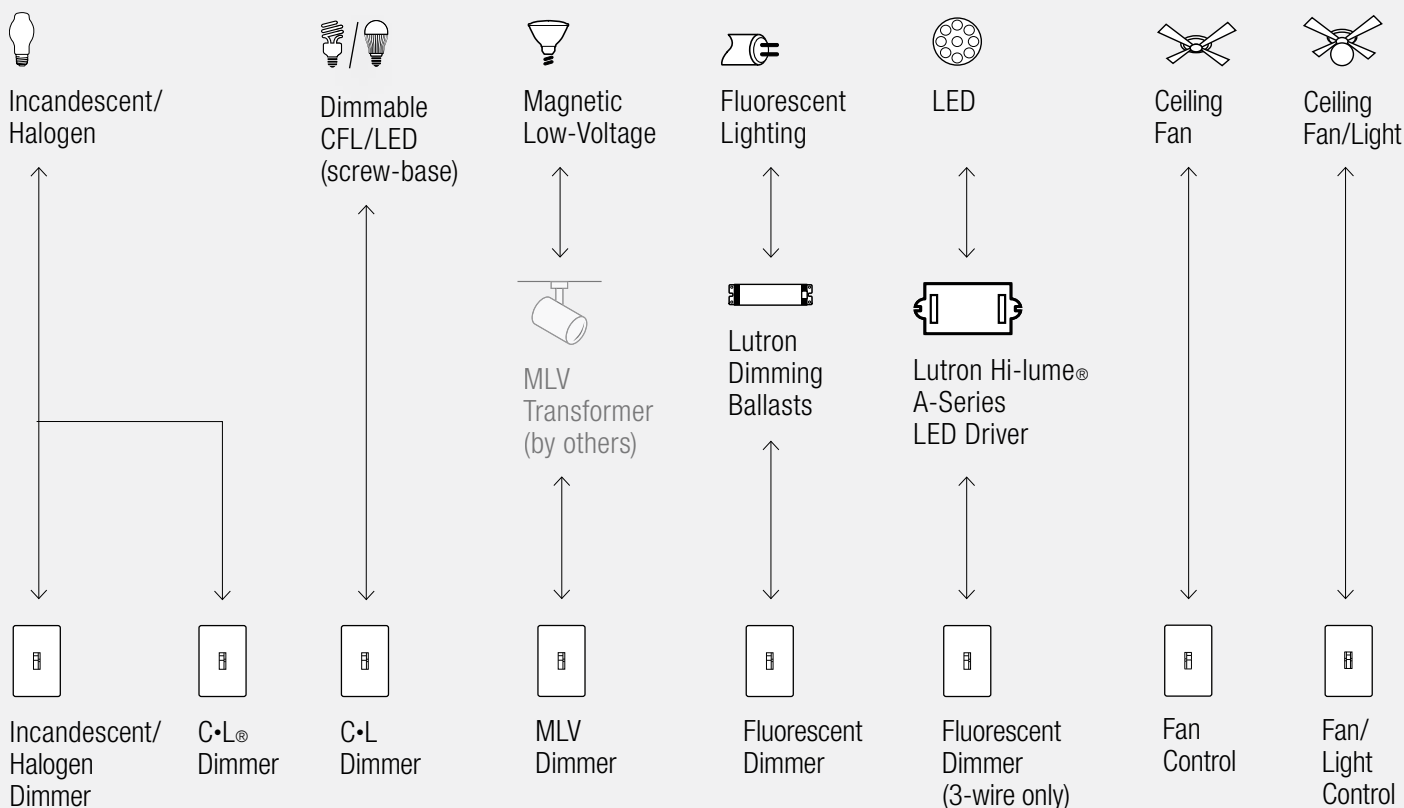 Incandescent/
Halogen
Dimmable
CFL/LED
(screw-base)
Magnetic
Low-Voltage
Fluorescent
Lighting
LED
Ceiling
Fan
Ceiling
Fan/Light
MLV
Transformer
(by others)
Lutron
Dimming
Ballasts
Lutron Hi-lume®
A-Series
LED Driver
Incandescent/
Halogen
Dimmer
C•L®
Dimmer
C•L
Dimmer
MLV
Dimmer
Fluorescent
Dimmer
Fluorescent
Dimmer
(3-wire only)
Fan
Control
Fan/
Light
Control